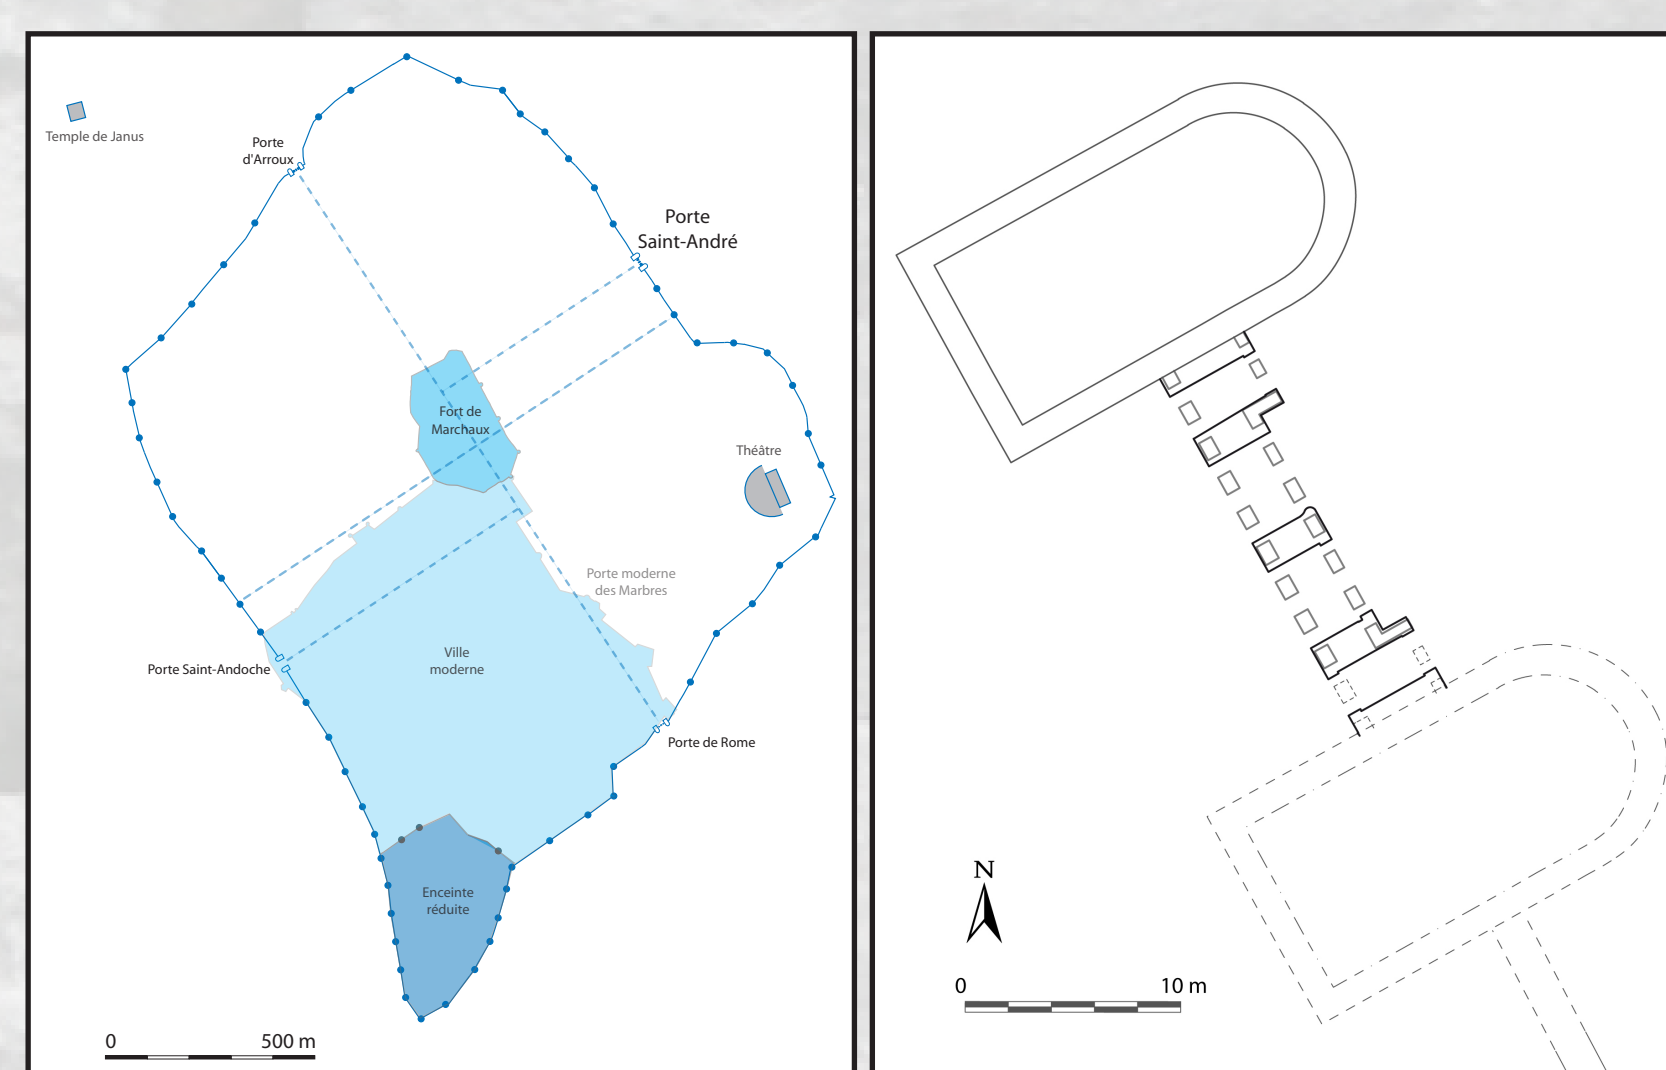 Temple de Janus
Porte
d'Arroux
Porte
Saint-André
Fort de
Marchaux
Théâtre
Porte moderne
des Marbres
Ville
moderne
Porte Saint-Andoche
Porte de Rome
Enceinte
réduite
0 500 m
N
0 10 m